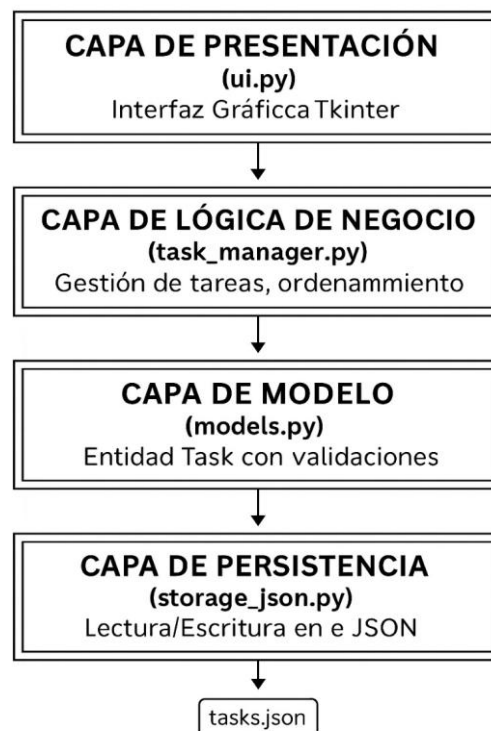 CAPA DE PRESENTACIÓN
(ui.py)
Interfaz Gráficca Tkinter
CAPA DE LÓGICA DE NEGOCIO
(task_manager.py)
Gestión de tareas, ordenammiento
CAPA DE MODELO
(models.py)
Entidad Task con validaciones
CAPA DE PERSISTENCIA
(storage_json.py)
Lectura/Escritura en e JSON
tasks.json